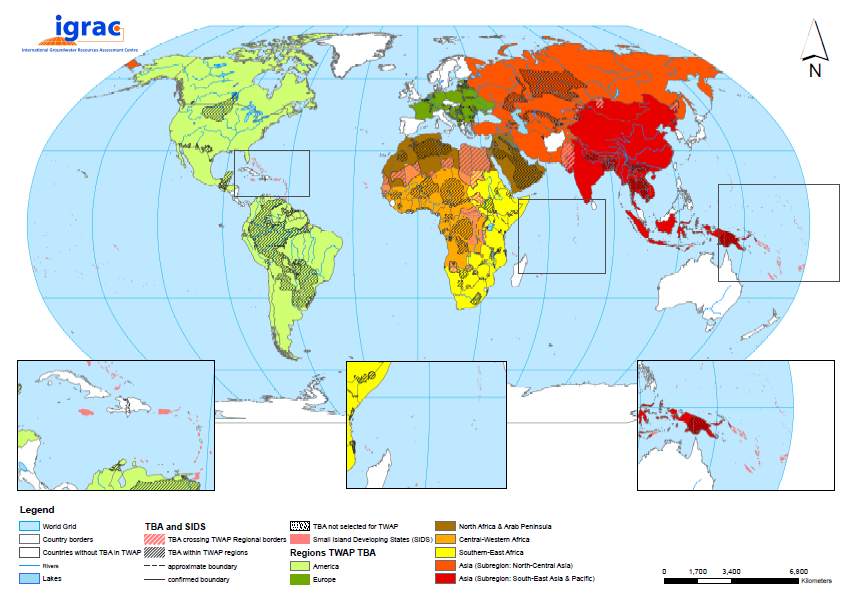 igrac
International Groundwater Resources Assessment Centre
N
Legend
World Grid
Country borders
Countries without TBA in TWAP
Rivers
Lakes
TBA and SIDS
TBA crossing TWAP Regional borders
TBA within TWAP regions
approximate boundary
confirmed boundary
TBA not selected for TWAP
Small Island Developing States (SIDS)
Regions TWAP TBA
America
Europe
North Africa & Arab Peninsula
Central-Western Africa
Southern-East Africa
Asia (Subregion: North-Central Asia)
Asia (Subregion: South-East Asia & Pacific)
0 1,700 3,400 6,800
Kilometers